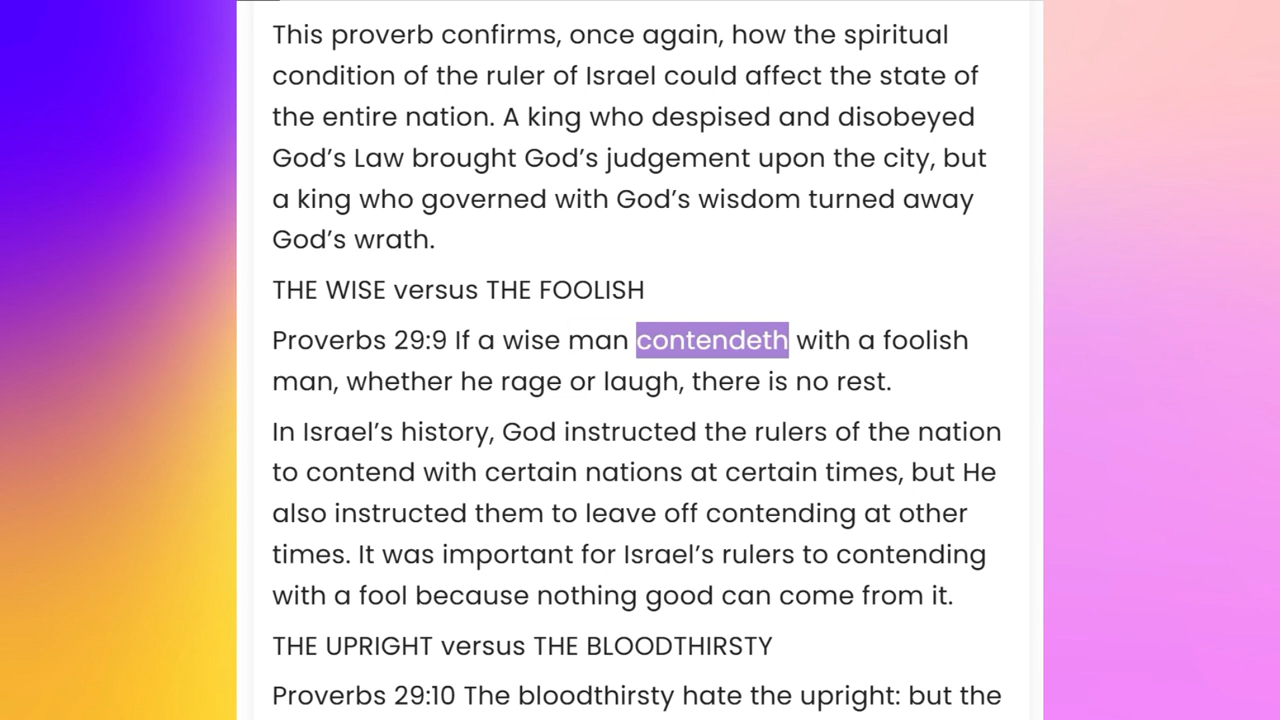 This proverb confirms, once again, how the spiritual
condition of the ruler of Israel could affect the state of
the entire nation. A king who despised and disobeyed
God’s Law brought God’s judgement upon the city, but
a king who governed with God’s wisdom turned away
God’s wrath.
THE WISE versus THE FOOLISH
Proverbs 29:9 If a wise man contendeth with a foolish
man, whether he rage or laugh, there is no rest.
In Israel’s history, God instructed the rulers of the nation
to contend with certain nations at certain times, but He
also instructed them to leave off contending at other
times. It was important for Israel’s rulers to contending
with a fool because nothing good can come from it.
THE UPRIGHT versus THE BLOODTHIRSTY
Proverbs 29:10 The bloodthirsty hate the upright: but the